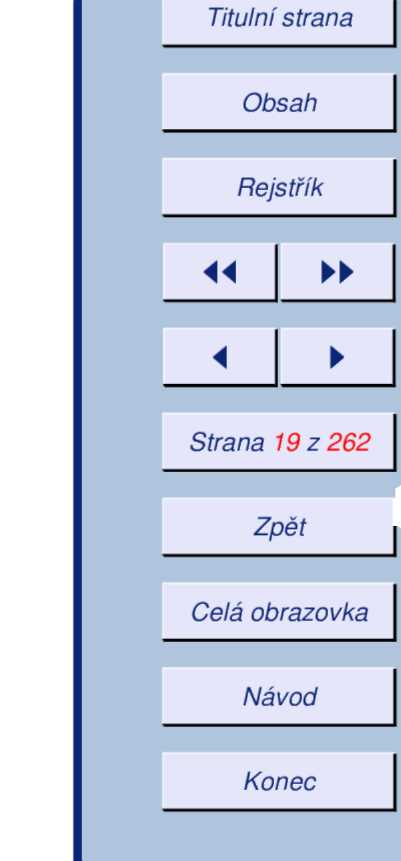 Titulní strana
Obsah
Rejstřík
Strana 19 z 262
Zpět
Celá obrazovka
Návod
Konec